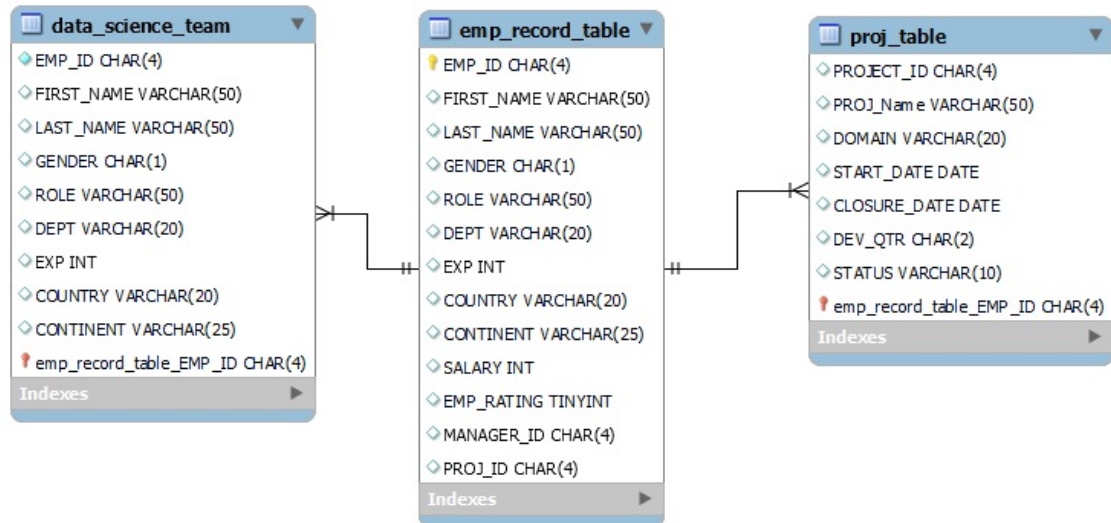 data_science_team
EMP_ID CHAR(4)
FIRST_NAME VARCHAR(50)
LAST_NAME VARCHAR(50)
GENDER CHAR(1)
ROLE VARCHAR(50)
DEPT VARCHAR(20)
EXP INT
COUNTRY VARCHAR(20)
CONTINENT VARCHAR(25)
emp_record_table_EMP_ID CHAR(4)
Indexes
emp_record_table
EMP_ID CHAR(4)
FIRST_NAME VARCHAR(50)
LAST_NAME VARCHAR(50)
GENDER CHAR(1)
ROLE VARCHAR(50)
DEPT VARCHAR(20)
EXP INT
COUNTRY VARCHAR(20)
CONTINENT VARCHAR(25)
SALARY INT
EMP_RATING TINYINT
MANAGER_ID CHAR(4)
PROJ_ID CHAR(4)
Indexes
proj_table
PROJECT_ID CHAR(4)
PROJ_Name VARCHAR(50)
DOMAIN VARCHAR(20)
START_DATE DATE
CLOSURE_DATE DATE
DEV_QTR CHAR(2)
STATUS VARCHAR(10)
emp_record_table_EMP_ID CHAR(4)
Indexes